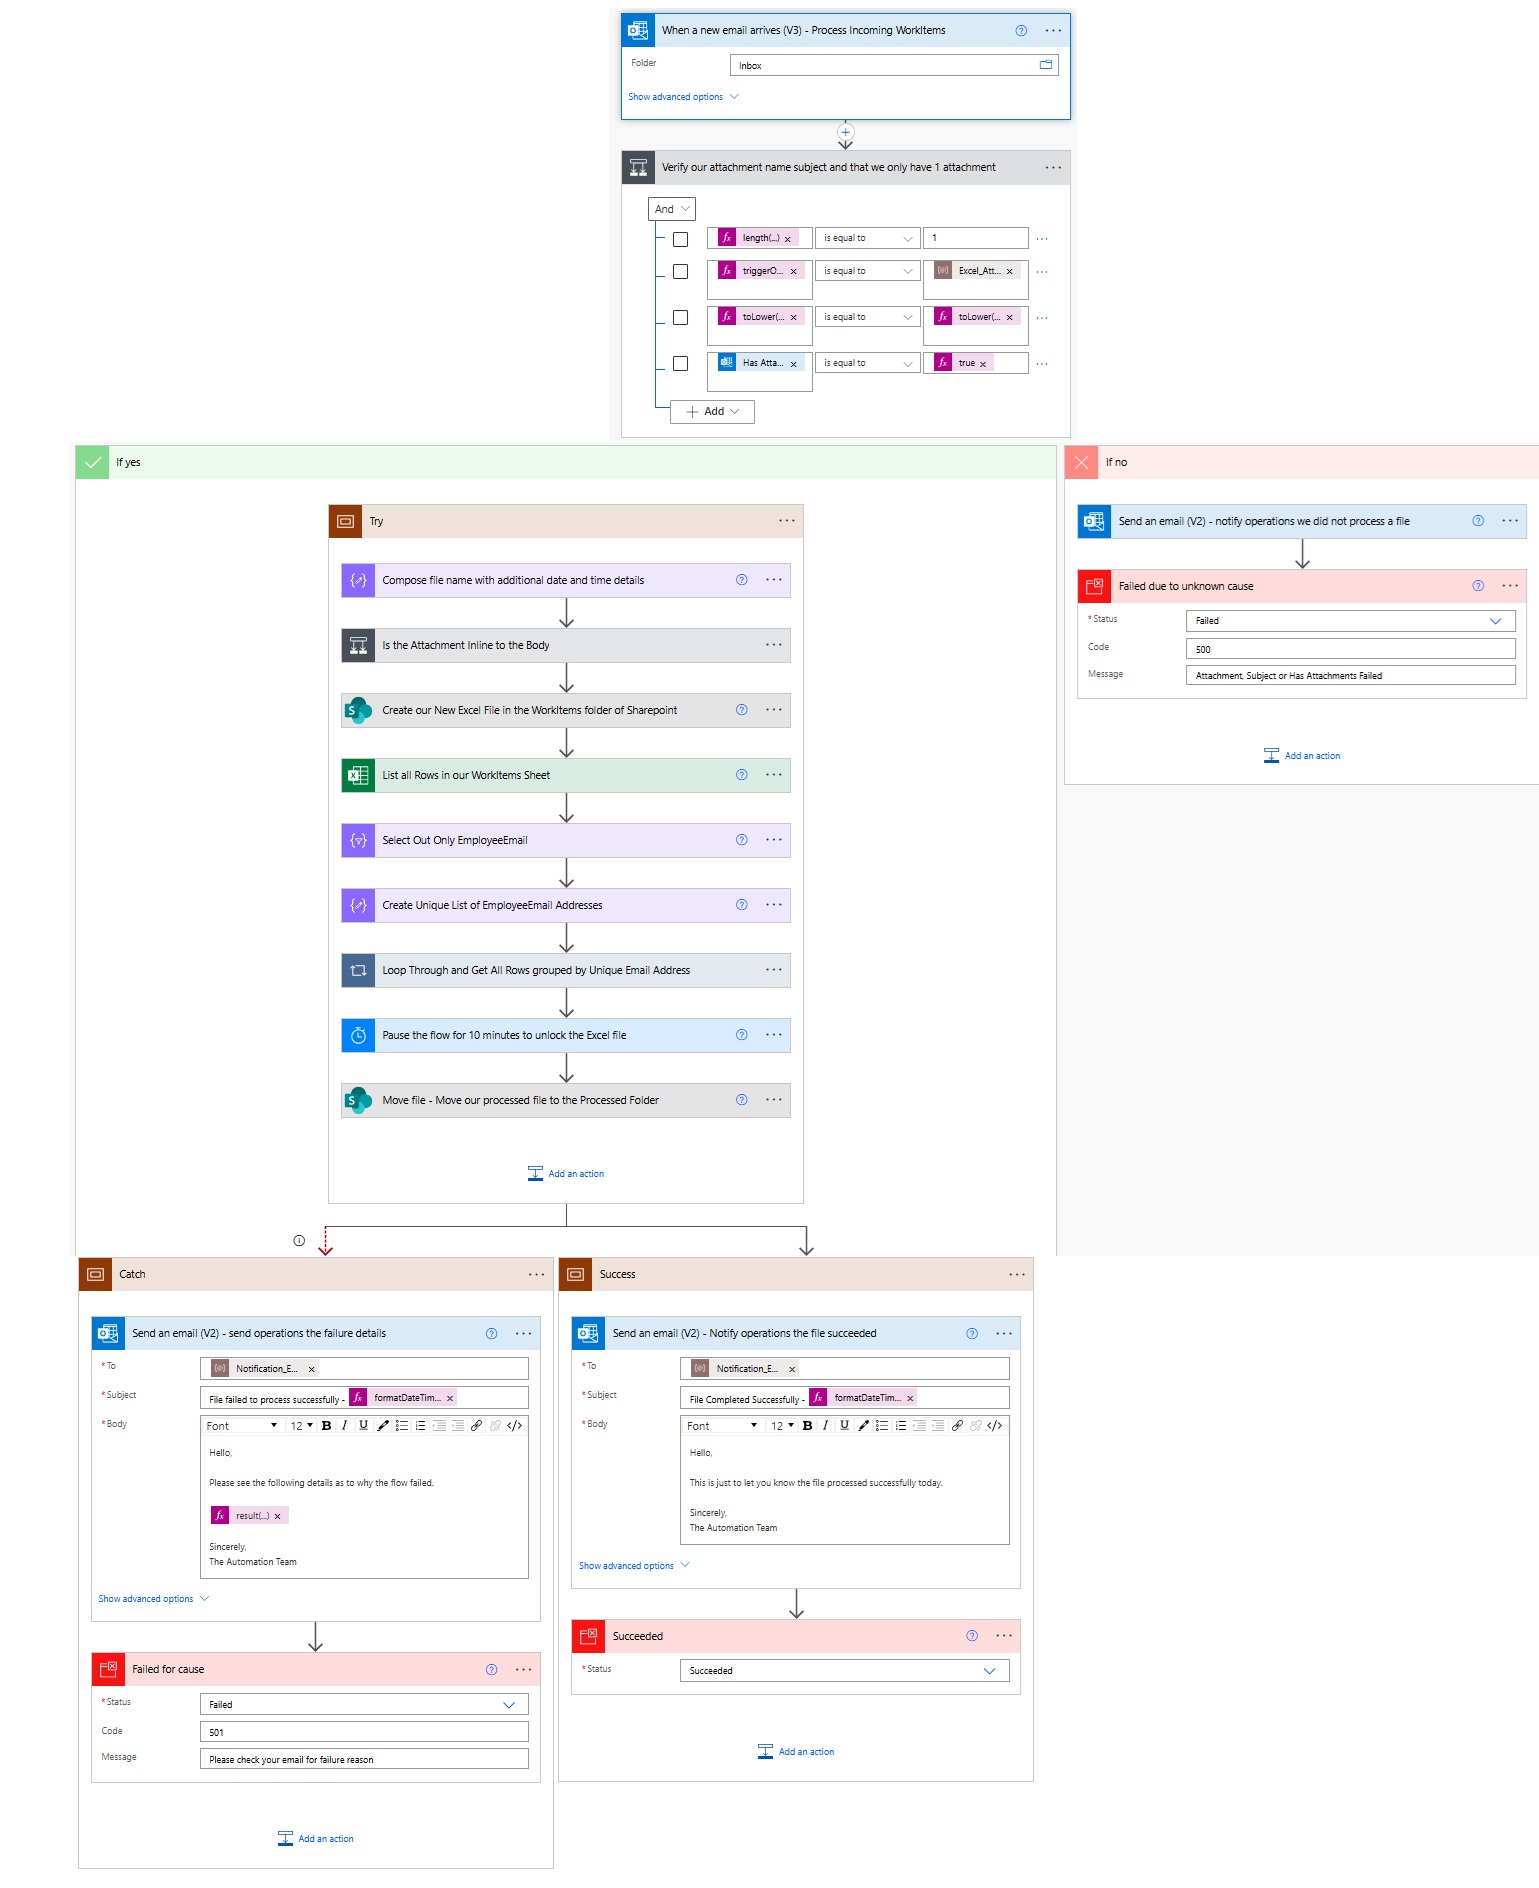 When a new email arrives (V3) - Process Incoming WorkItems
Folder
Inbox
Show advanced options
Verify our attachment name subject and that we only have 1 attachment
And
length(...) is equal to 1
triggerO... is equal to Excel_Att...
toLower(... is equal to toLower(...
Has Atta... is equal to true
Add
If yes
If no
Try
Compose file name with additional date and time details
Is the Attachment Inline to the Body
Create our New Excel File in the WorkItems folder of Sharepoint
List all Rows in our WorkItems Sheet
Select Out Only EmployeeEmail
Create Unique List of EmployeeEmail Addresses
Loop Through and Get All Rows grouped by Unique Email Address
Pause the flow for 10 minutes to unlock the Excel file
Move file - Move our processed file to the Processed Folder
Add an action
Send an email (V2) - notify operations we did not process a file
Failed due to unknown cause
* Status
Failed
Code
500
Message
Attachment, Subject or Has Attachments Failed
Add an action
Catch
Send an email (V2) - send operations the failure details
* To
Notification_E...
* Subject
File failed to process successfully - formatDateTim...
* Body
Font 12 B I U </>
Hello,
Please see the following details as to why the flow failed.
result(...)
Sincerely,
The Automation Team
Show advanced options
Failed for cause
* Status
Failed
Code
501
Message
Please check your email for failure reason
Add an action
Success
Send an email (V2) - Notify operations the file succeeded
* To
Notification_E...
* Subject
File Completed Successfully - formatDateTim...
* Body
Font 12 B I U </>
Hello,
This is just to let you know the file processed successfully today.
Sincerely,
The Automation Team
Show advanced options
Succeeded
* Status
Succeeded
Add an action